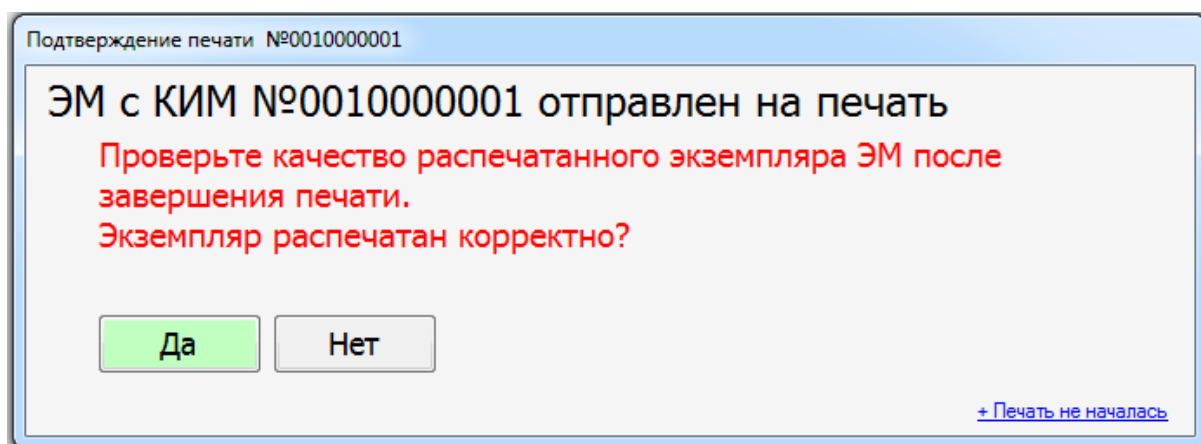 Подтверждение печати №0010000001
ЭМ с КИМ №0010000001 отправлен на печать
Проверьте качество распечатанного экземпляра ЭМ после
завершения печати.
Экземпляр распечатан корректно?
Да Нет
+ Печать не началась